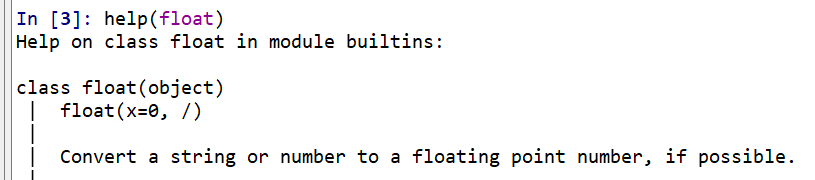 In [3]: help(float)
Help on class float in module builtins:
class float(object)
 |  float(x=0, /)
 |
 |  Convert a string or number to a floating point number, if possible.
 |